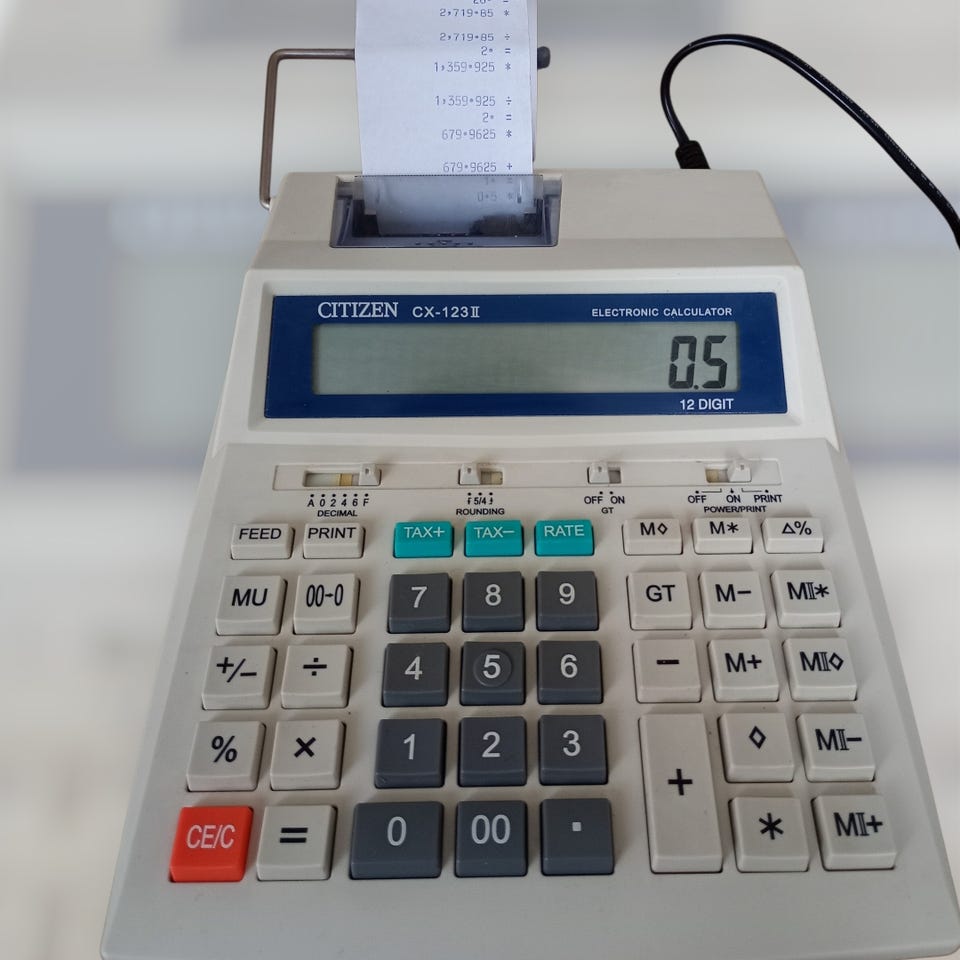 2,719•85 *
2,719•85 ÷
2• =
1,359•925 *
1,359•925 ÷
2• =
679•9625 *
679•9625 +
1• =
0•5 *
CITIZEN CX-123II ELECTRONIC CALCULATOR
0.5
12 DIGIT
A 0 2 4 6 F 5/4 OFF ON OFF ON PRINT
DECIMAL ROUNDING GT POWER/PRINT
FEED PRINT TAX+ TAX− RATE M◊ M* Δ%
MU 00→0 7 8 9 GT M− MII*
+/− ÷ 4 5 6 − M+ MII◊
% × 1 2 3 + ◊ MII−
CE/C = 0 00 . * MII+